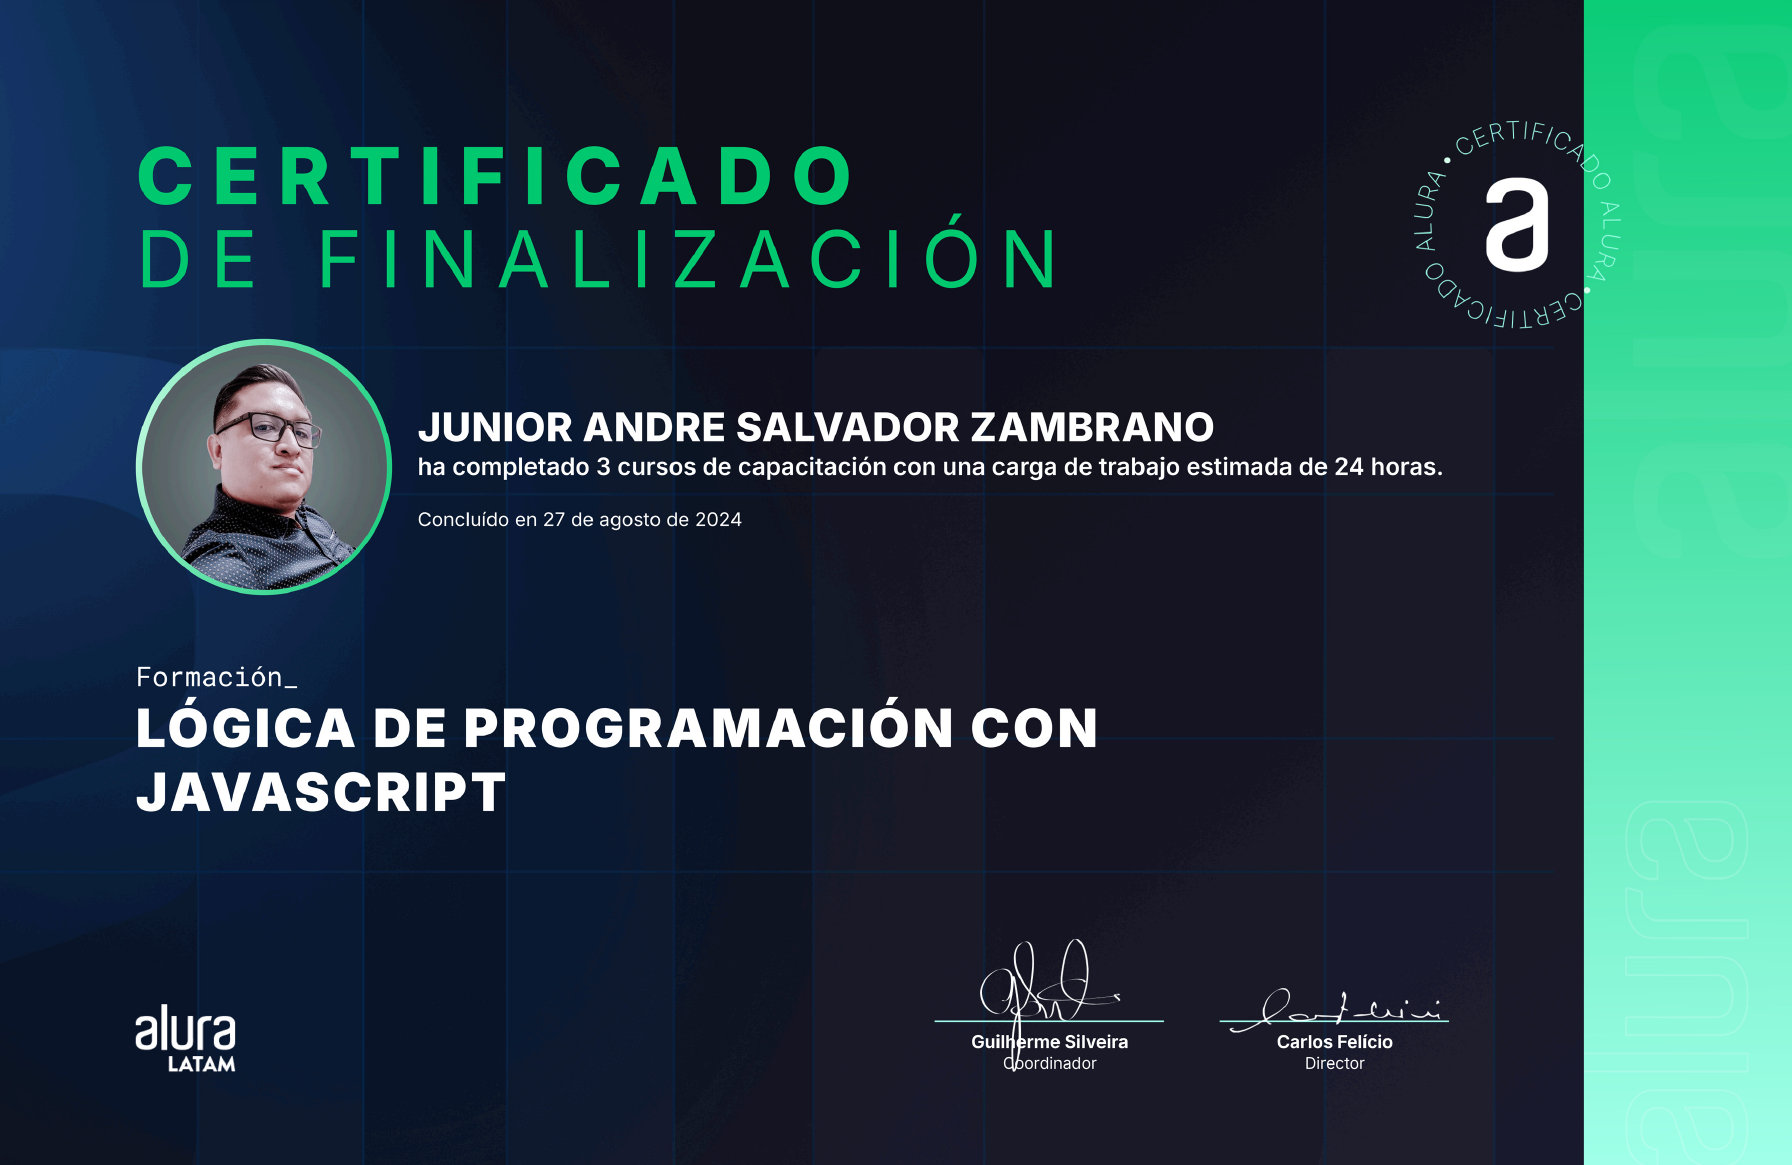 CERTIFICADO
DE FINALIZACIÓN
CERTIFICADO ALURA • CERTIFICADO ALURA •
a
JUNIOR ANDRE SALVADOR ZAMBRANO
ha completado 3 cursos de capacitación con una carga de trabajo estimada de 24 horas.
Concluído en 27 de agosto de 2024
Formación_
LÓGICA DE PROGRAMACIÓN CON
JAVASCRIPT
alura
LATAM
Guilherme Silveira
Coordinador
Carlos Felício
Director
alura
alura